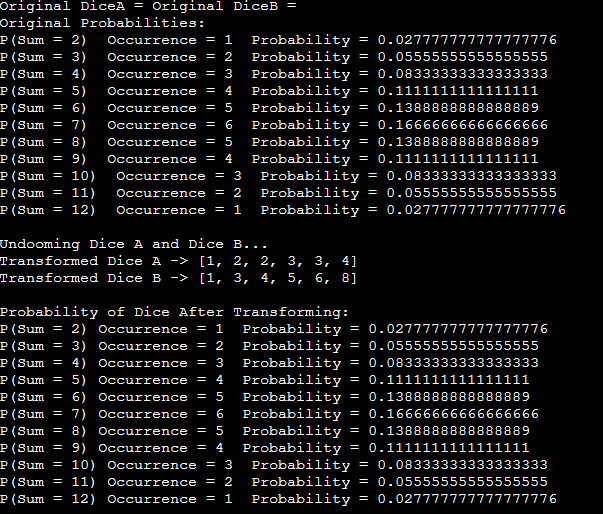 Original DiceA = Original DiceB =
Original Probabilities:
P(Sum = 2)  Occurrence = 1  Probability = 0.027777777777777776
P(Sum = 3)  Occurrence = 2  Probability = 0.05555555555555555
P(Sum = 4)  Occurrence = 3  Probability = 0.08333333333333333
P(Sum = 5)  Occurrence = 4  Probability = 0.1111111111111111
P(Sum = 6)  Occurrence = 5  Probability = 0.1388888888888889
P(Sum = 7)  Occurrence = 6  Probability = 0.16666666666666666
P(Sum = 8)  Occurrence = 5  Probability = 0.1388888888888889
P(Sum = 9)  Occurrence = 4  Probability = 0.1111111111111111
P(Sum = 10)  Occurrence = 3  Probability = 0.08333333333333333
P(Sum = 11)  Occurrence = 2  Probability = 0.05555555555555555
P(Sum = 12)  Occurrence = 1  Probability = 0.027777777777777776

Undooming Dice A and Dice B...
Transformed Dice A -> [1, 2, 2, 3, 3, 4]
Transformed Dice B -> [1, 3, 4, 5, 6, 8]

Probability of Dice After Transforming:
P(Sum = 2) Occurrence = 1  Probability = 0.027777777777777776
P(Sum = 3) Occurrence = 2  Probability = 0.05555555555555555
P(Sum = 4) Occurrence = 3  Probability = 0.08333333333333333
P(Sum = 5) Occurrence = 4  Probability = 0.1111111111111111
P(Sum = 6) Occurrence = 5  Probability = 0.1388888888888889
P(Sum = 7) Occurrence = 6  Probability = 0.16666666666666666
P(Sum = 8) Occurrence = 5  Probability = 0.1388888888888889
P(Sum = 9) Occurrence = 4  Probability = 0.1111111111111111
P(Sum = 10) Occurrence = 3  Probability = 0.08333333333333333
P(Sum = 11) Occurrence = 2  Probability = 0.05555555555555555
P(Sum = 12) Occurrence = 1  Probability = 0.027777777777777776